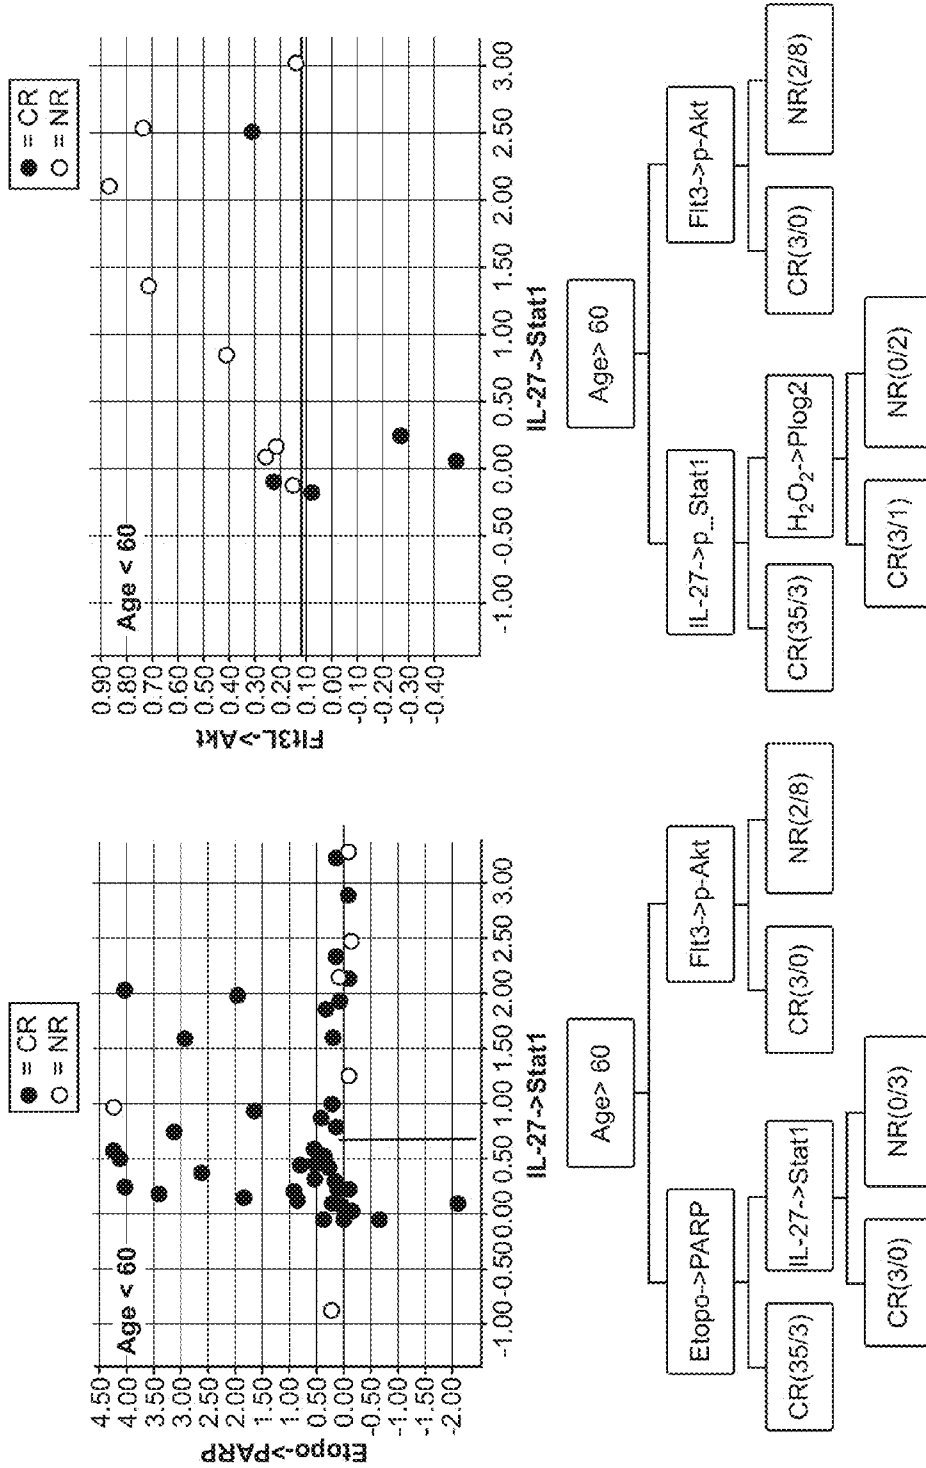 ● = CR
○ = NR
Age < 60
4.50
4.00
3.50
3.00
2.50
2.00
1.50
1.00
0.50
0.00
-0.50
-1.00
-1.50
-2.00
Etopo->PARP
-1.00 -0.50 0.00 0.50 1.00 1.50 2.00 2.50 3.00
IL-27->Stat1
● = CR
○ = NR
Age < 60
0.90
0.80
0.70
0.60
0.50
0.40
0.30
0.20
0.10
0.00
-0.10
-0.20
-0.30
-0.40
Flt3L->Akt
-1.00 -0.50 0.00 0.50 1.00 1.50 2.00 2.50 3.00
IL-27->Stat1
Age> 60
Etopo->PARP
Flt3->p-Akt
CR(35/3)
IL-27->Stat1
CR(3/0)
NR(2/8)
CR(3/0)
NR(0/3)
Age> 60
IL-27->p_Stat1
Flt3->p-Akt
CR(35/3)
H₂O₂->Plog2
CR(3/0)
NR(2/8)
CR(3/1)
NR(0/2)